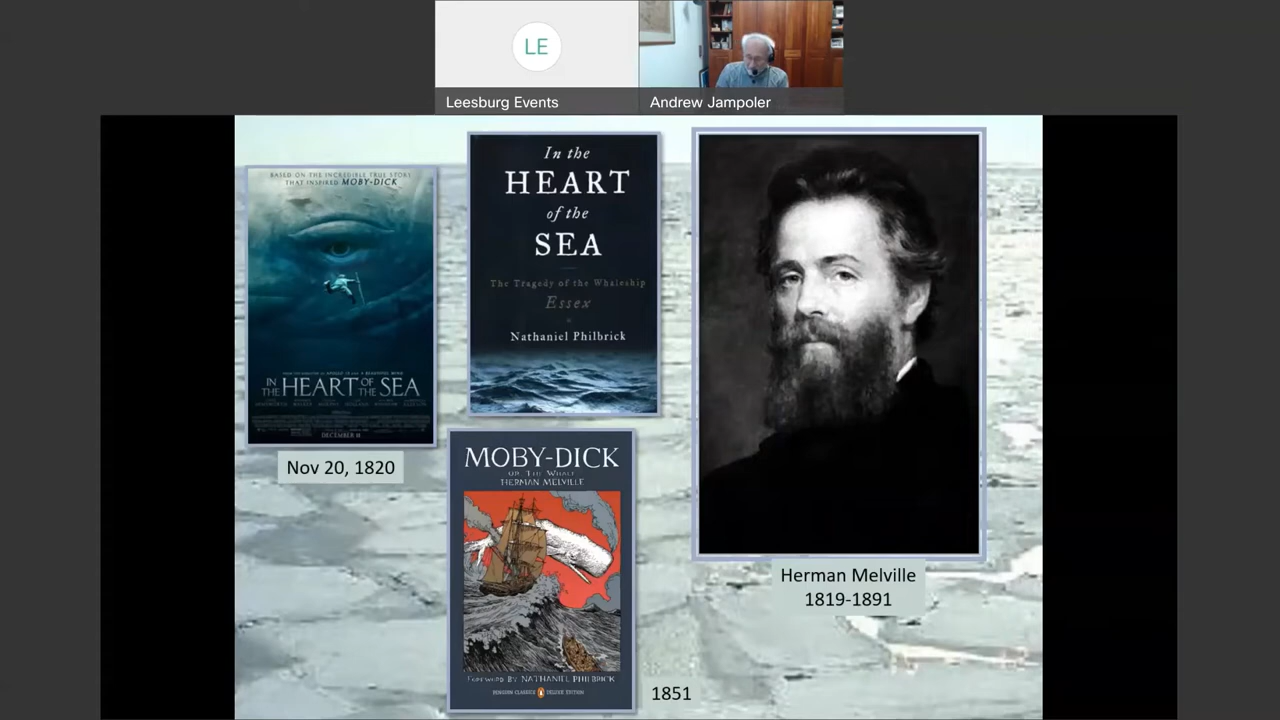 LE
Leesburg Events
Andrew Jampoler
BASED ON THE INCREDIBLE TRUE STORY
THAT INSPIRED MOBY-DICK
IN THE HEART OF THE SEA
DECEMBER 11
Nov 20, 1820
In the
HEART
of the
SEA
The Tragedy of the Whaleship
Essex
Nathaniel Philbrick
MOBY-DICK
OR, THE WHALE
HERMAN MELVILLE
FOREWORD BY NATHANIEL PHILBRICK
PENGUIN CLASSICS DELUXE EDITION
1851
Herman Melville
1819-1891